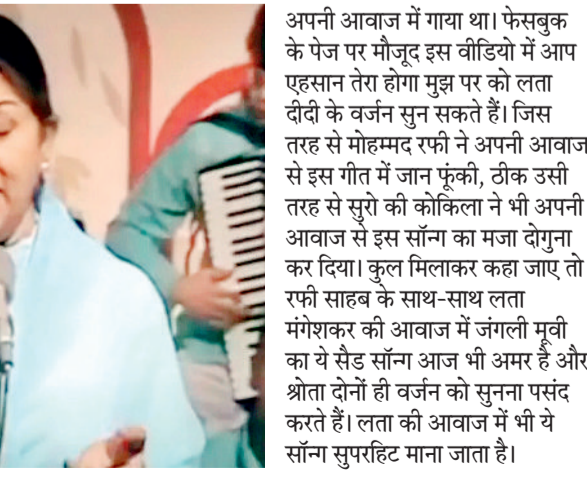 अपनी आवाज में गाया था। फेसबुक
के पेज पर मौजूद इस वीडियो में आप
एहसान तेरा होगा मुझ पर को लता
दीदी के वर्जन सुन सकते हैं। जिस
तरह से मोहम्मद रफी ने अपनी आवाज
से इस गीत में जान फूंकी, ठीक उसी
तरह से सुरो की कोकिला ने भी अपनी
आवाज से इस सॉन्ग का मजा दोगुना
कर दिया। कुल मिलाकर कहा जाए तो
रफी साहब के साथ-साथ लता
मंगेशकर की आवाज में जंगली मूवी
का ये सैड सॉन्ग आज भी अमर है और
श्रोता दोनों ही वर्जन को सुनना पसंद
करते हैं। लता की आवाज में भी ये
सॉन्ग सुपरहिट माना जाता है।